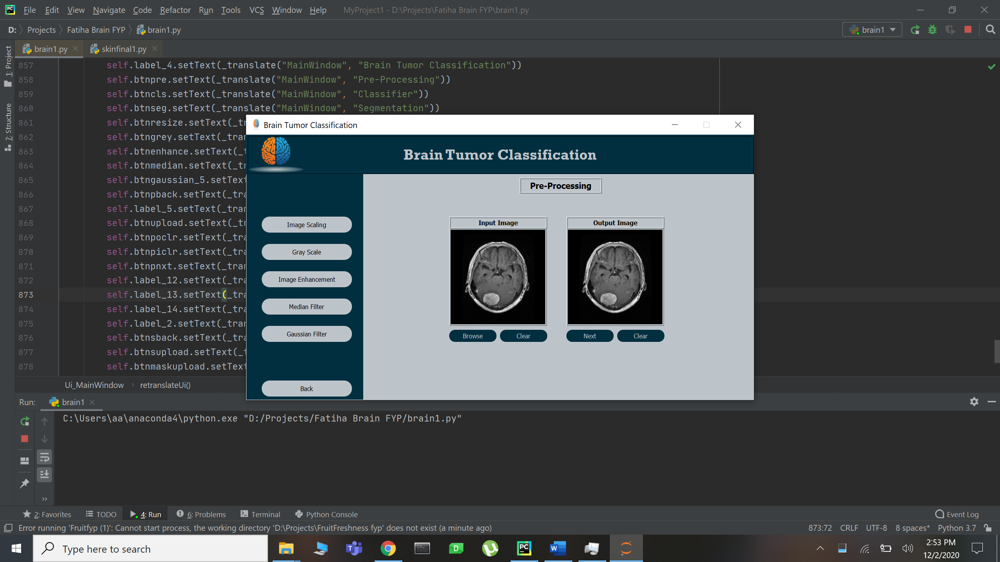 File Edit View Navigate Code Refactor Run Tools VCS Window Help MyProject1 - D:\Projects\Fatiha Brain FYP\brain1.py
D: Projects Fatiha Brain FYP brain1.py brain1
brain1.py skinfinal1.py
1: Project
7: Structure
857 self.label_4.setText(_translate("MainWindow", "Brain Tumor Classification"))
858 self.btnpre.setText(_translate("MainWindow", "Pre-Processing"))
859 self.btncls.setText(_translate("MainWindow", "Classifier"))
860 self.btnseg.setText(_translate("MainWindow", "Segmentation"))
861 self.btnresize.setText(_tr
862 self.btngrey.setText(_tran
863 self.btnenhance.setText(_t
864 self.btnmedian.setText(_tr
865 self.btngaussian_5.setText
866 self.btnpback.setText(_tra
867 self.label_5.setText(_tran
868 self.btnupload.setText(_tr
869 self.btnpoclr.setText(_tra
870 self.btnpiclr.setText(_tra
871 self.btnpnxt.setText(_tran
872 self.label_12.setText(_tra
873 self.label_13.setText(_tra
874 self.label_14.setText(_tra
875 self.label_2.setText(_tran
876 self.btnsback.setText(_tra
877 self.btnsupload.setText(_t
878 self.btnmaskupload.setText
Brain Tumor Classification
Brain Tumor Classification
Pre-Processing
Image Scaling
Gray Scale
Image Enhancement
Median Filter
Gaussian Filter
Back
Input Image Output Image
Browse Clear Next Clear
Ui_MainWindow retranslateUi()
Run: brain1
C:\Users\aa\anaconda4\python.exe "D:/Projects/Fatiha Brain FYP/brain1.py"
2: Favorites TODO 4: Run 6: Problems Terminal Python Console Event Log
Error running 'Fruitfyp (1)': Cannot start process, the working directory 'D:\Projects\FruitFreshness fyp' does not exist (a minute ago) 873:72 CRLF UTF-8 8 spaces* Python 3.7
Type here to search
2:53 PM
12/2/2020